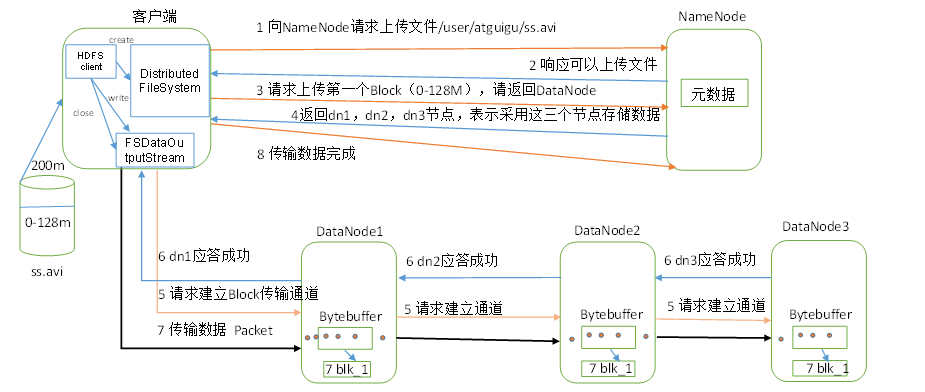 客户端
NameNode
1 向NameNode请求上传文件/user/atguigu/ss.avi
create
HDFS
client
Distributed
FileSystem
2 响应可以上传文件
3 请求上传第一个Block（0-128M），请返回DataNode
元数据
write
close
4返回dn1，dn2，dn3节点，表示采用这三个节点存储数据
FSDataOu
tputStream
8 传输数据完成
200m
0-128m
ss.avi
DataNode1
DataNode2
DataNode3
6 dn1应答成功
6 dn2应答成功
6 dn3应答成功
5 请求建立Block传输通道
5 请求建立通道
5 请求建立通道
7 传输数据 Packet
Bytebuffer
Bytebuffer
Bytebuffer
7 blk_1
7 blk_1
7 blk_1